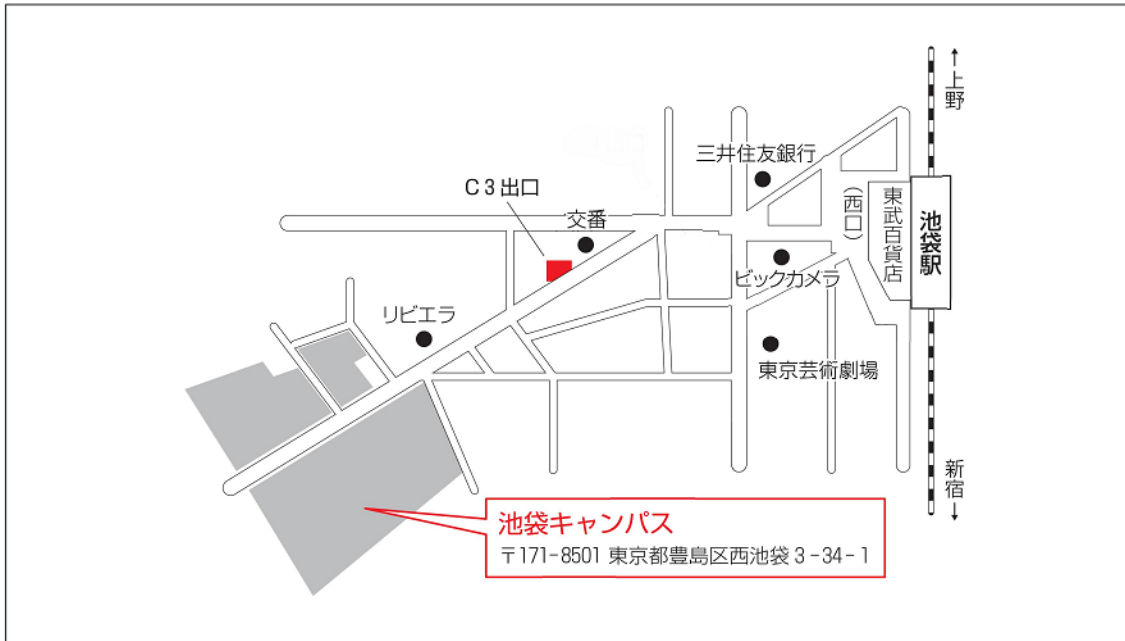 ↑上野
三井住友銀行
C3出口
交番
(西口)
東武百貨店
池袋駅
ビックカメラ
リビエラ
東京芸術劇場
新宿↓
池袋キャンパス
〒171-8501 東京都豊島区西池袋3-34-1